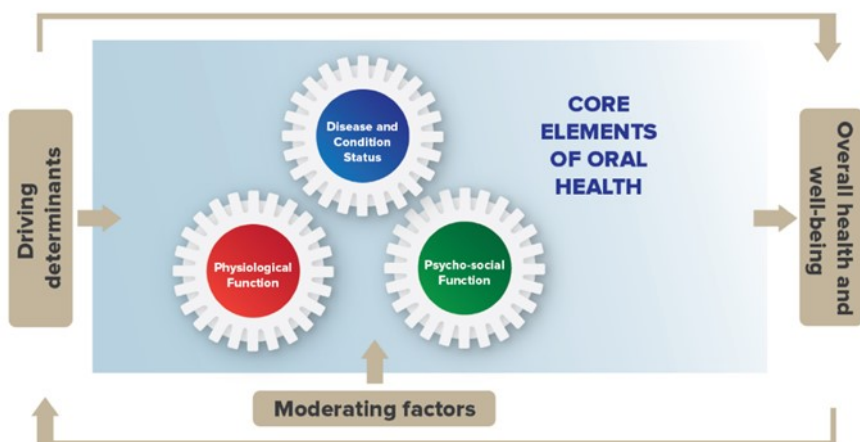 Driving
determinants
Disease and
Condition
Status
Physiological
Function
Psycho-social
Function
CORE
ELEMENTS
OF ORAL
HEALTH
Overall health and
well-being
Moderating factors